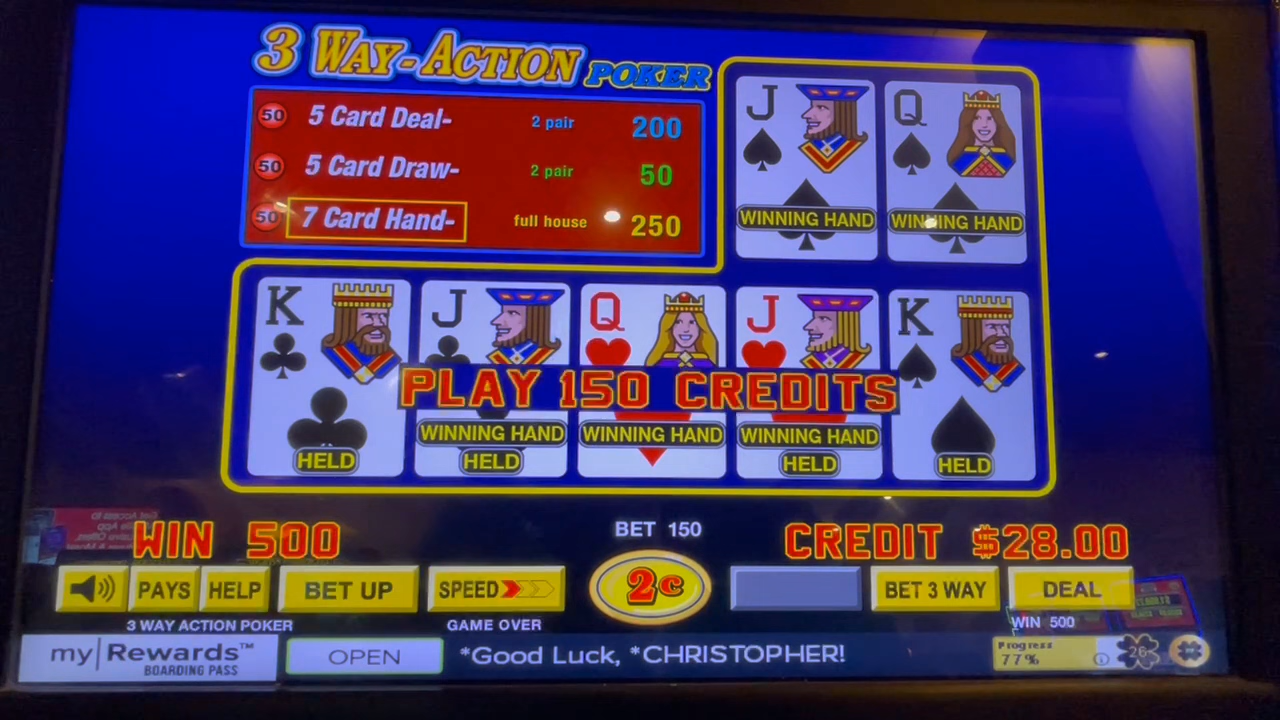 3 WAY-ACTION POKER
50 5 Card Deal- 2 pair 200
50 5 Card Draw- 2 pair 50
50 7 Card Hand- full house 250
J Q
WINNING HAND WINNING HAND
K J Q J K
PLAY 150 CREDITS
WINNING HAND WINNING HAND WINNING HAND
HELD HELD HELD HELD
WIN 500 BET 150 CREDIT $28.00
PAYS HELP BET UP SPEED 2¢ BET 3 WAY DEAL
3 WAY ACTION POKER GAME OVER WIN 500
my|Rewards™
BOARDING PASS
OPEN
*Good Luck, *CHRISTOPHER!
Progress
77%
26